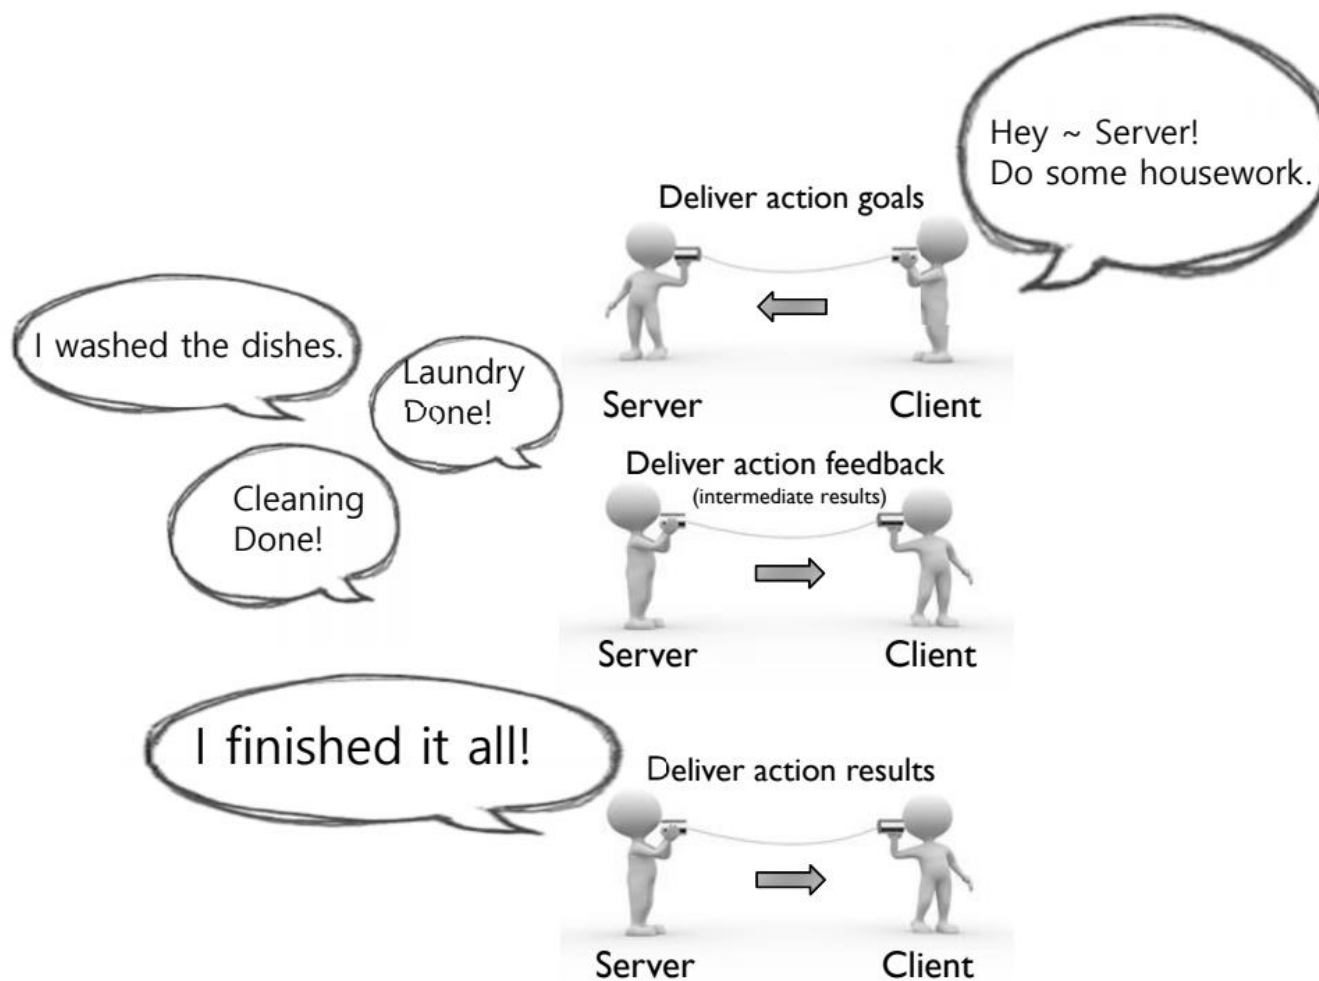 Hey ~ Server!
Do some housework.
Deliver action goals
Server
Client
I washed the dishes.
Laundry
Done!
Cleaning
Done!
Deliver action feedback
(intermediate results)
Server
Client
I finished it all!
Deliver action results
Server
Client